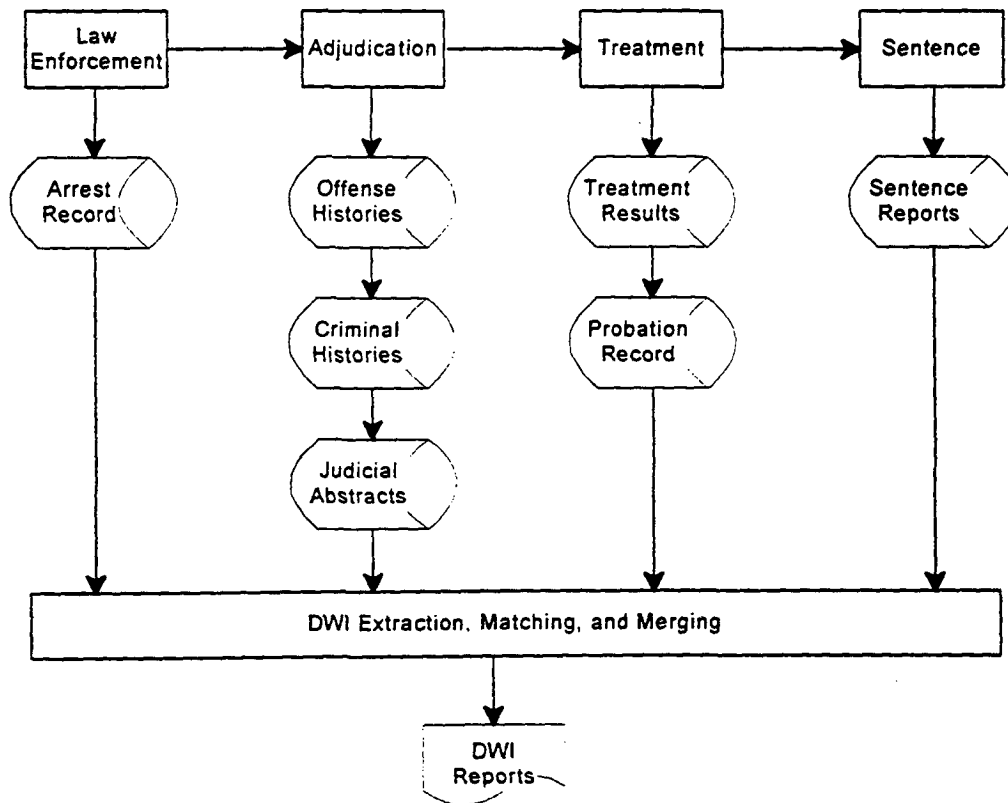 Law
Enforcement
Adjudication
Treatment
Sentence
Arrest
Record
Offense
Histories
Treatment
Results
Sentence
Reports
Criminal
Histories
Probation
Record
Judicial
Abstracts
DWI Extraction, Matching, and Merging
DWI
Reports